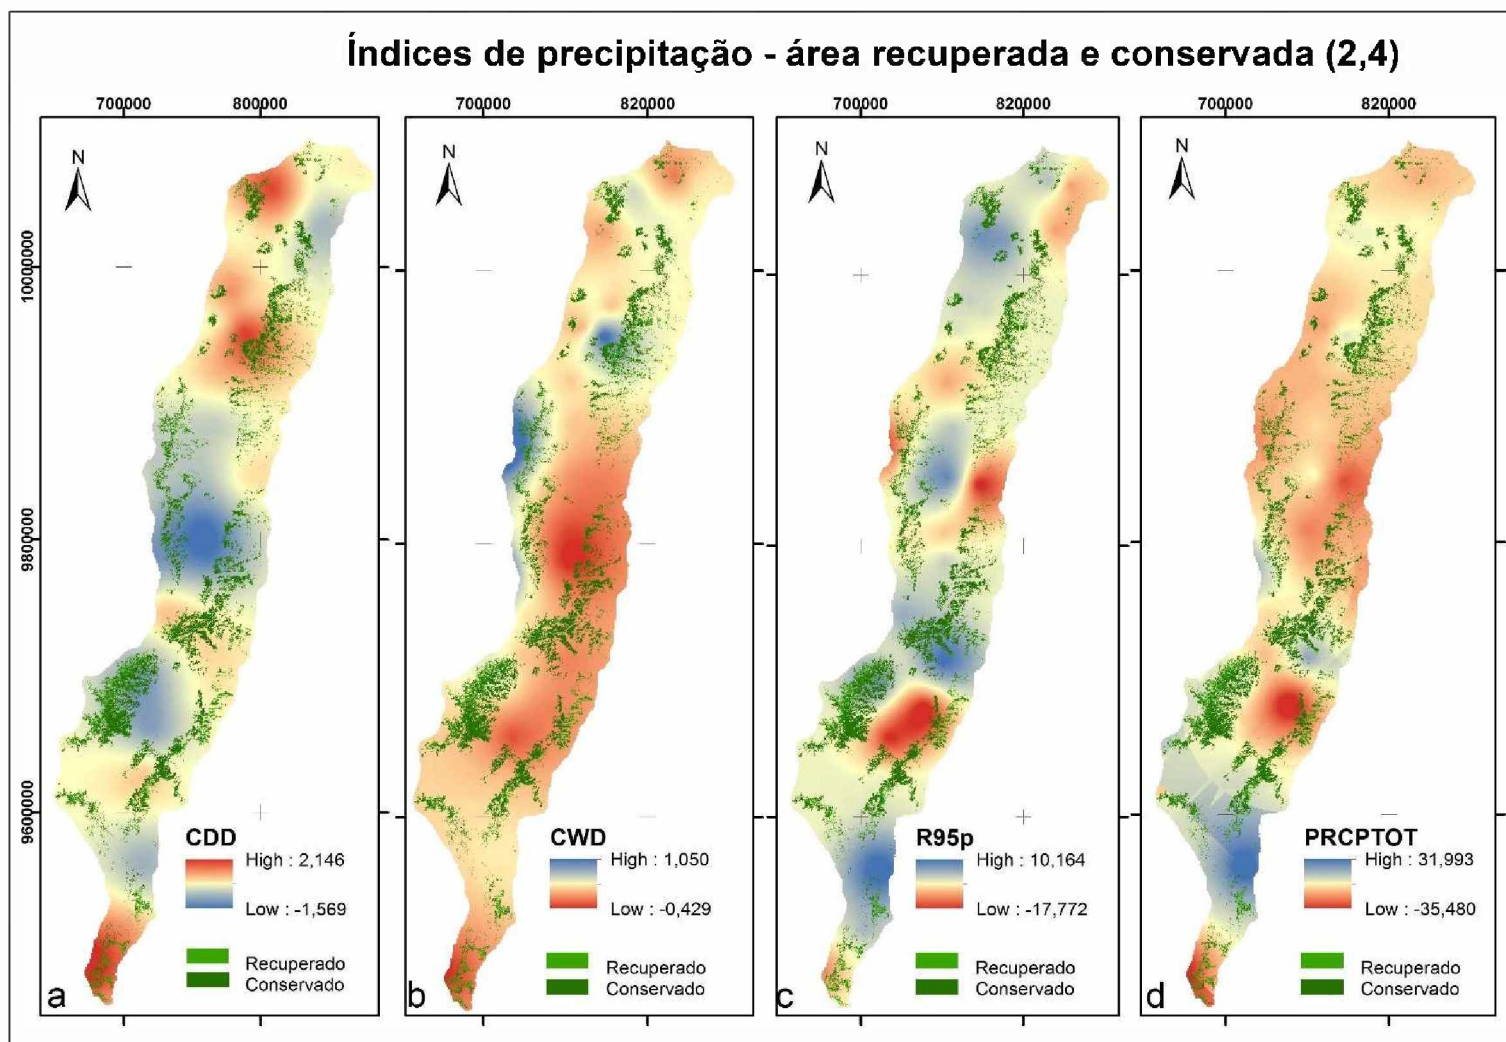 Índices de precipitação - área recuperada e conservada (2,4)
700000 800000
700000 820000
700000 820000
700000 820000
10000000
9800000
9600000
N
N
N
N
CDD
High : 2,146
Low : -1,569
Recuperado
Conservado
a
CWD
High : 1,050
Low : -0,429
Recuperado
Conservado
b
R95p
High : 10,164
Low : -17,772
Recuperado
Conservado
c
PRCPTOT
High : 31,993
Low : -35,480
Recuperado
Conservado
d